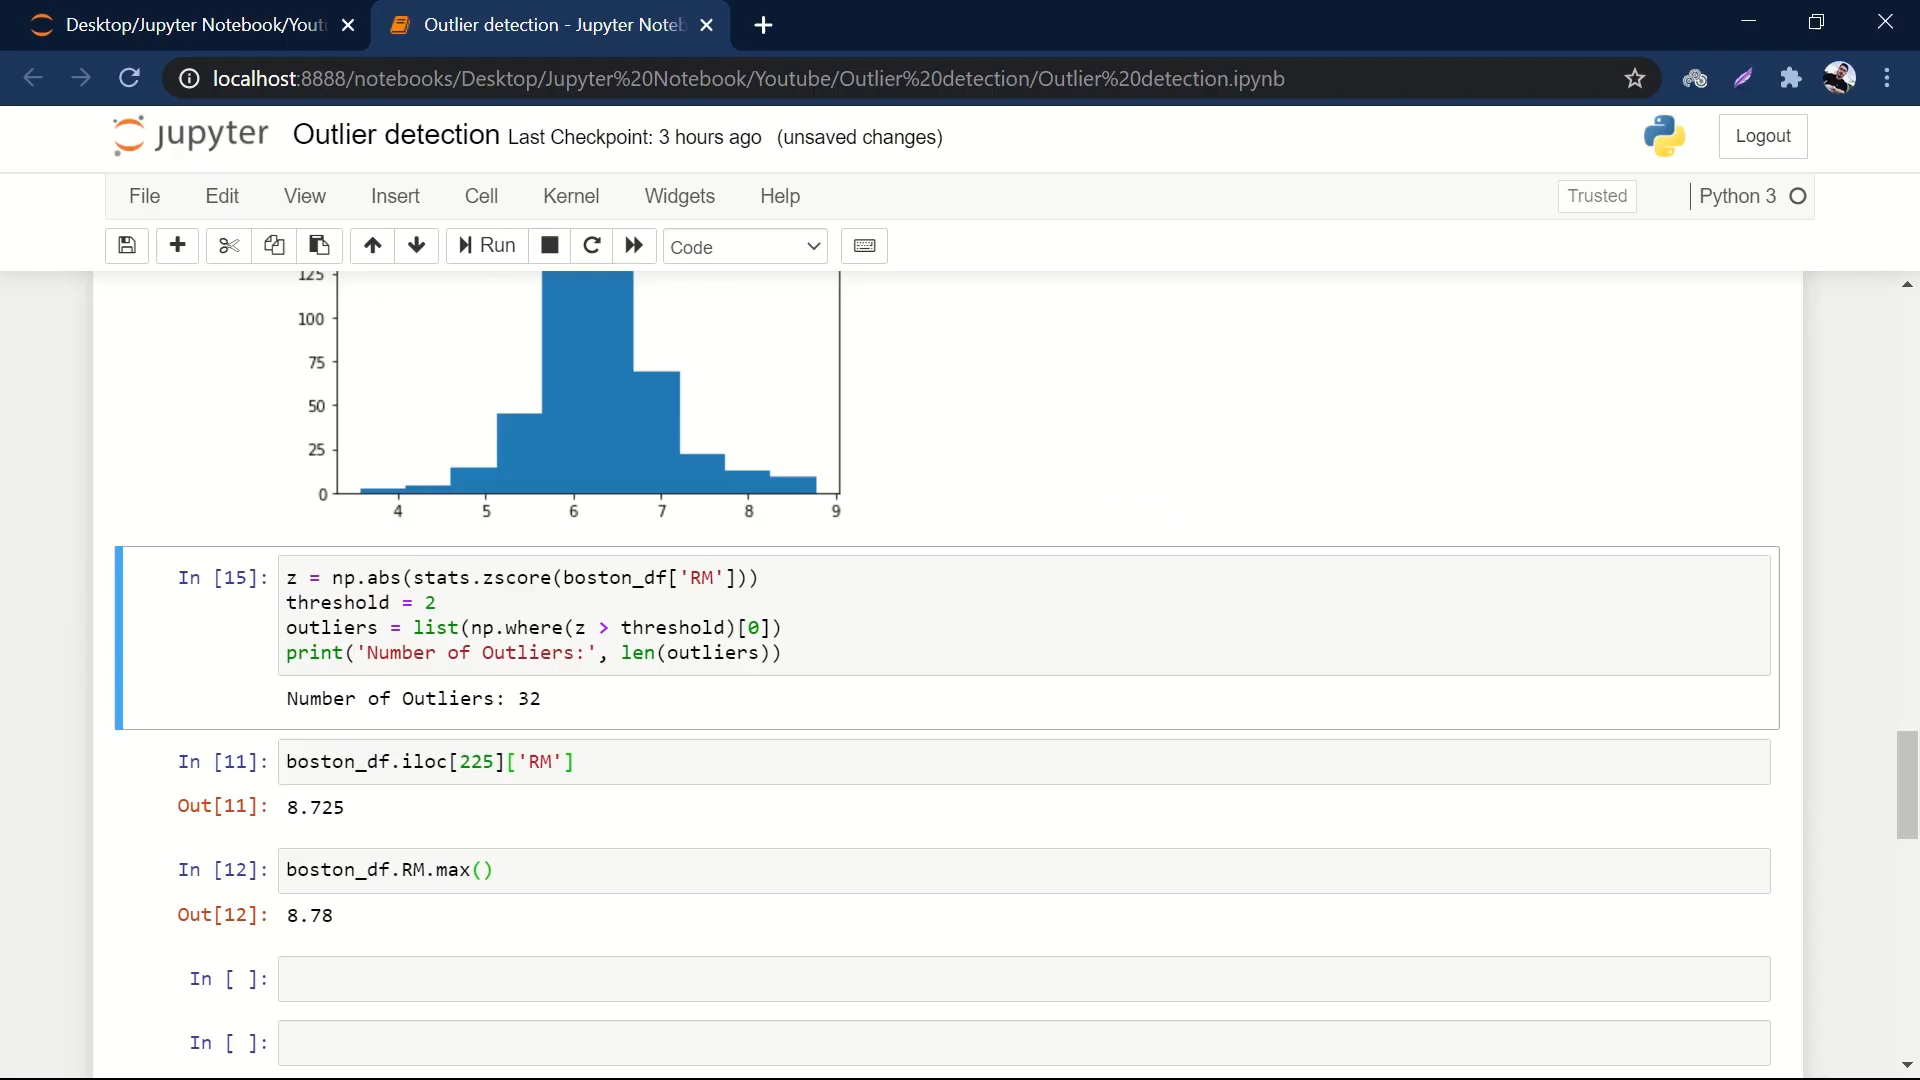 Desktop/Jupyter Notebook/Yout
Outlier detection - Jupyter Noteb
localhost:8888/notebooks/Desktop/Jupyter%20Notebook/Youtube/Outlier%20detection/Outlier%20detection.ipynb
jupyter Outlier detection Last Checkpoint: 3 hours ago (unsaved changes)
Logout
File Edit View Insert Cell Kernel Widgets Help
Trusted
Python 3
Run
Code
125
100
75
50
25
0
4 5 6 7 8 9
In [15]: z = np.abs(stats.zscore(boston_df['RM']))
threshold = 2
outliers = list(np.where(z > threshold)[0])
print('Number of Outliers:', len(outliers))
Number of Outliers: 32
In [11]: boston_df.iloc[225]['RM']
Out[11]: 8.725
In [12]: boston_df.RM.max()
Out[12]: 8.78
In [ ]:
In [ ]: